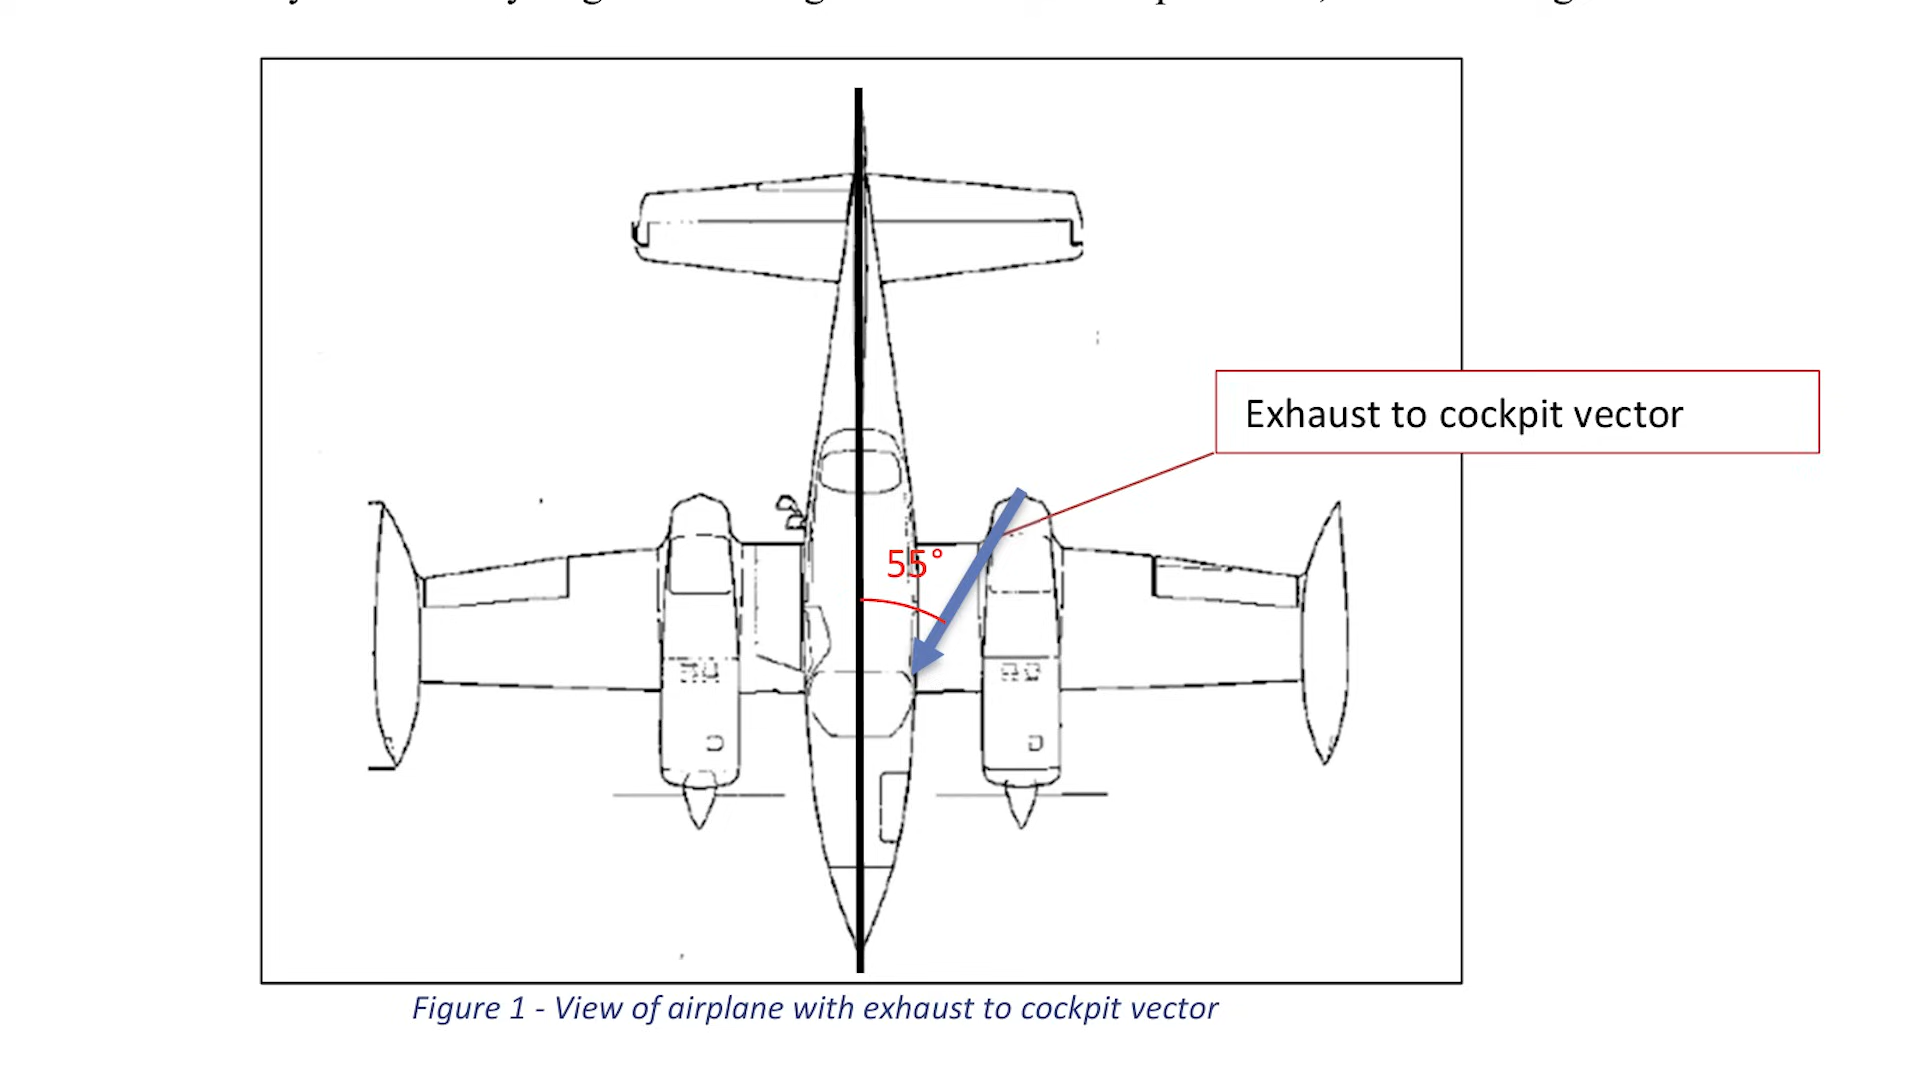 Exhaust to cockpit vector
55°
Figure 1 - View of airplane with exhaust to cockpit vector